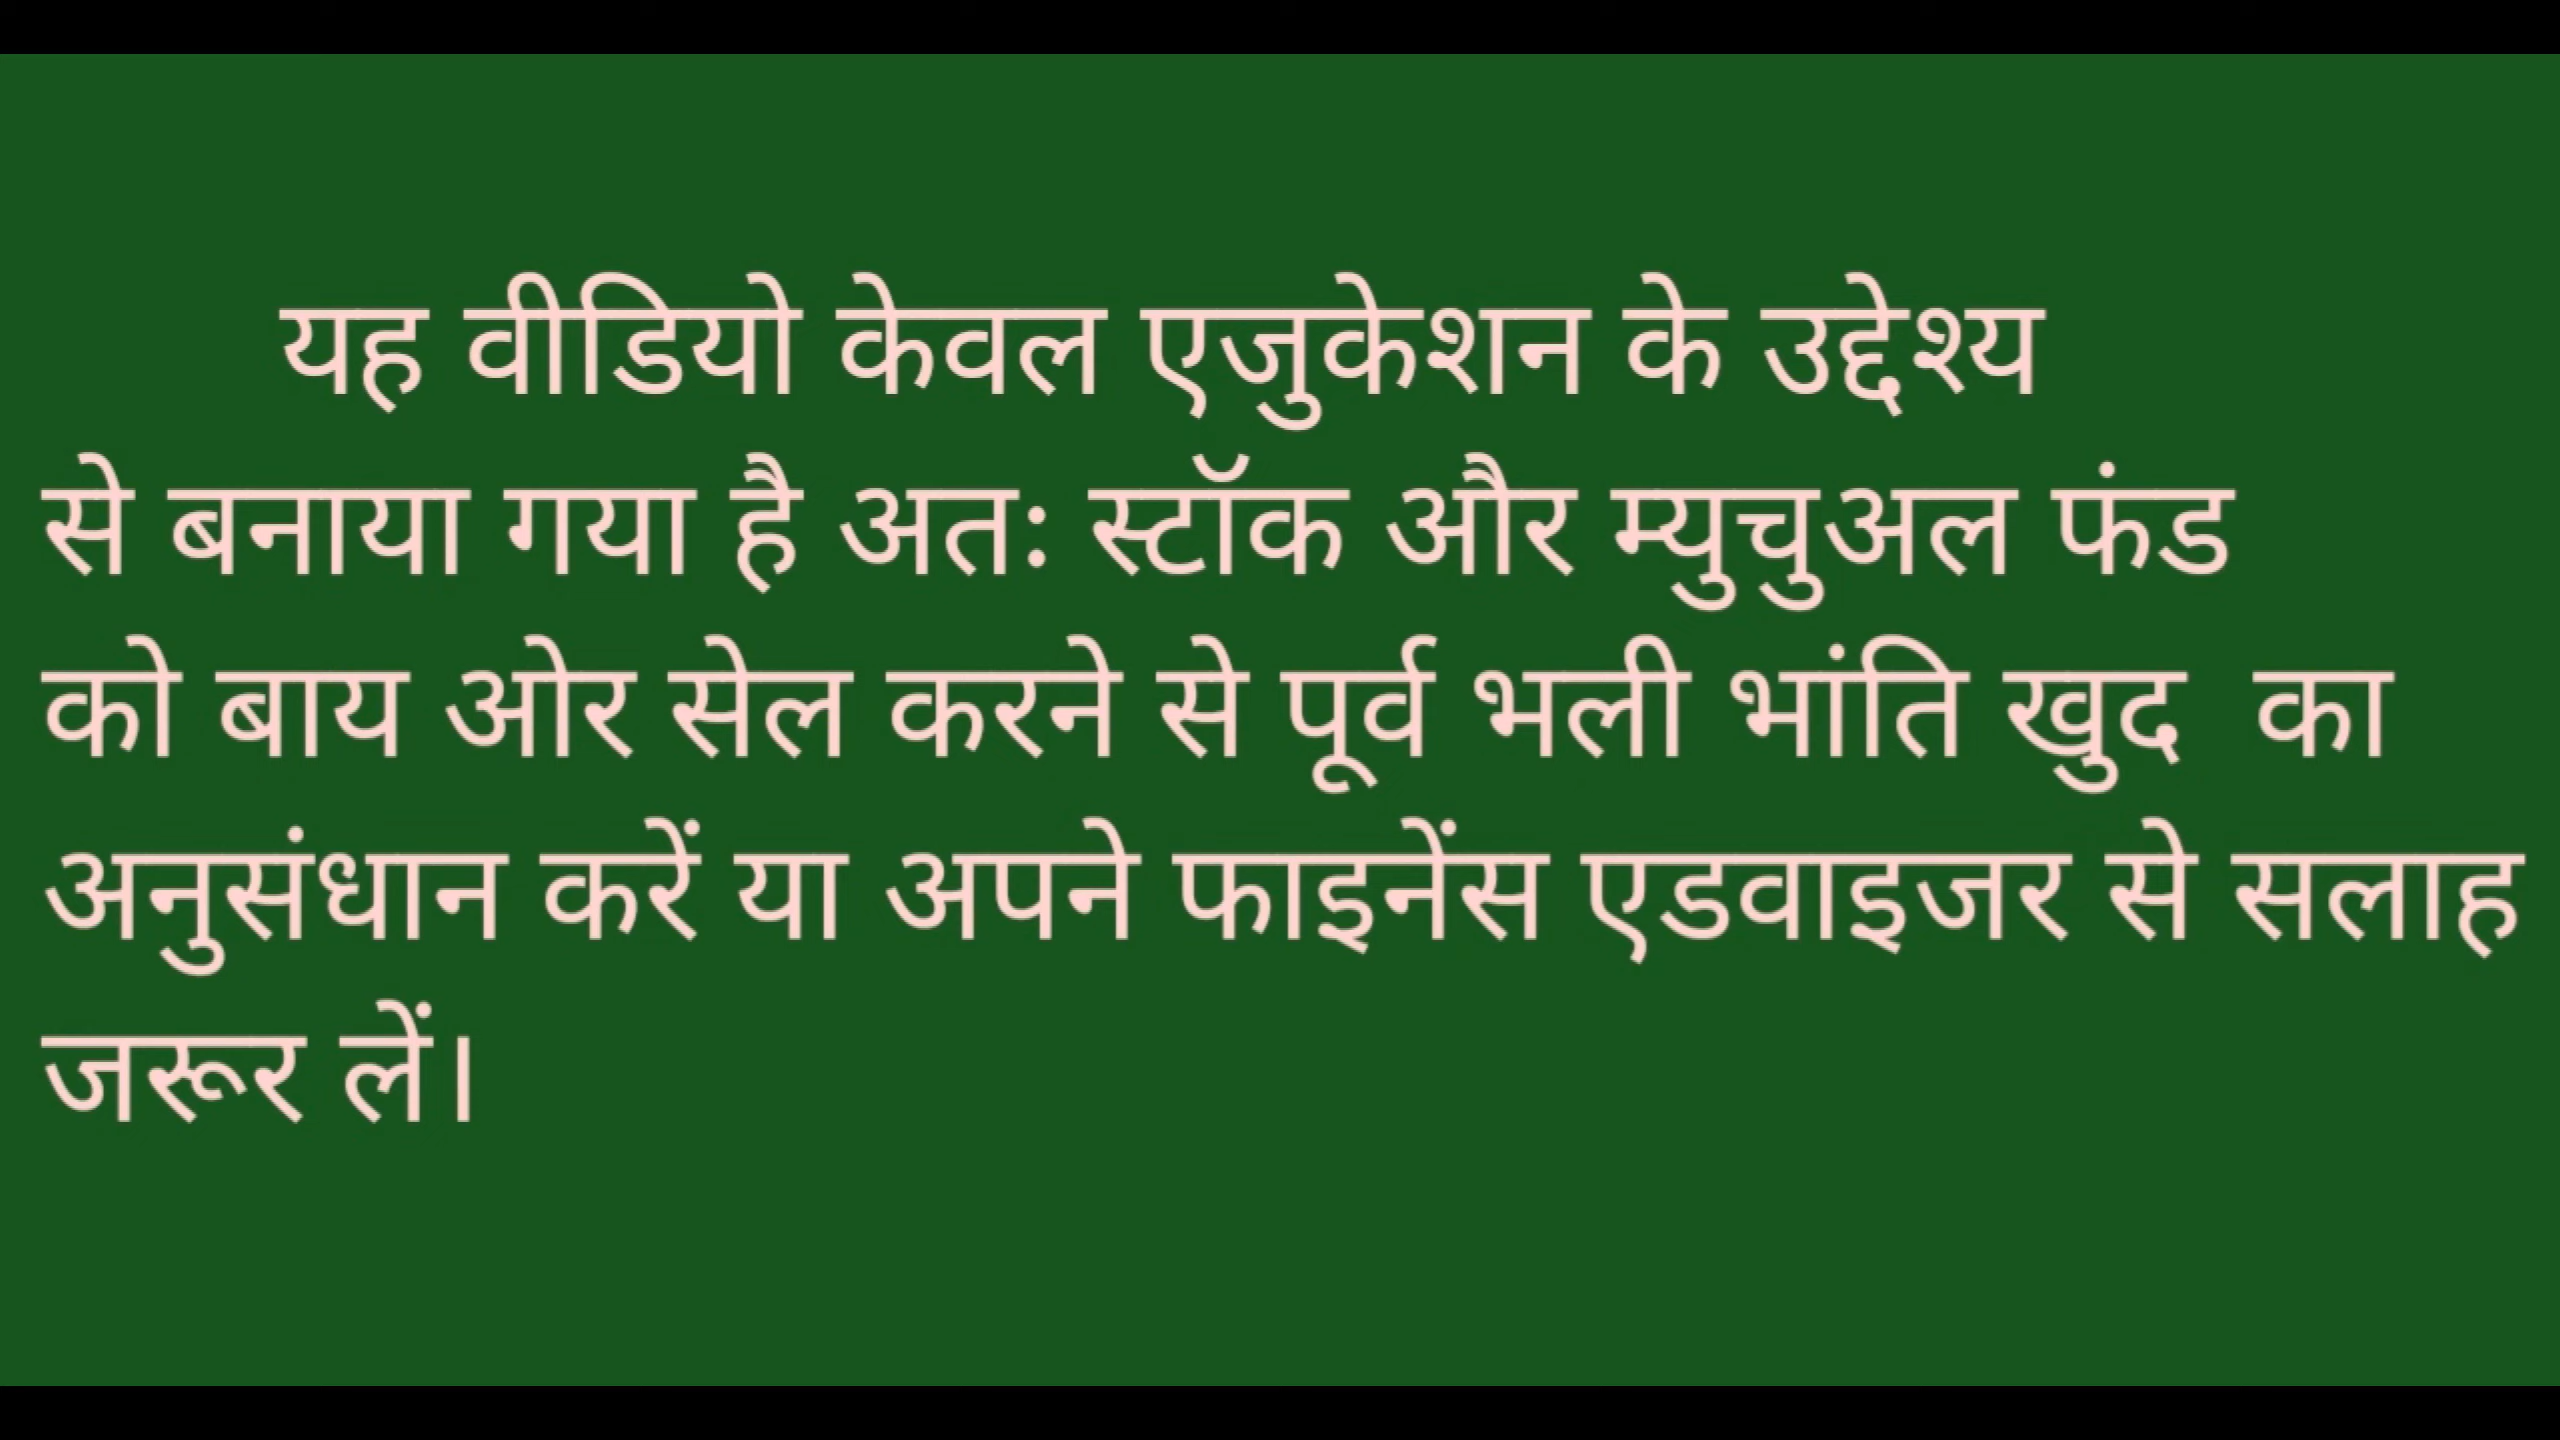 यह वीडियो केवल एजुकेशन के उद्देश्य
से बनाया गया है अतः स्टॉक और म्युचुअल फंड
को बाय ओर सेल करने से पूर्व भली भांति खुद का
अनुसंधान करें या अपने फाइनेंस एडवाइजर से सलाह
जरूर लें।